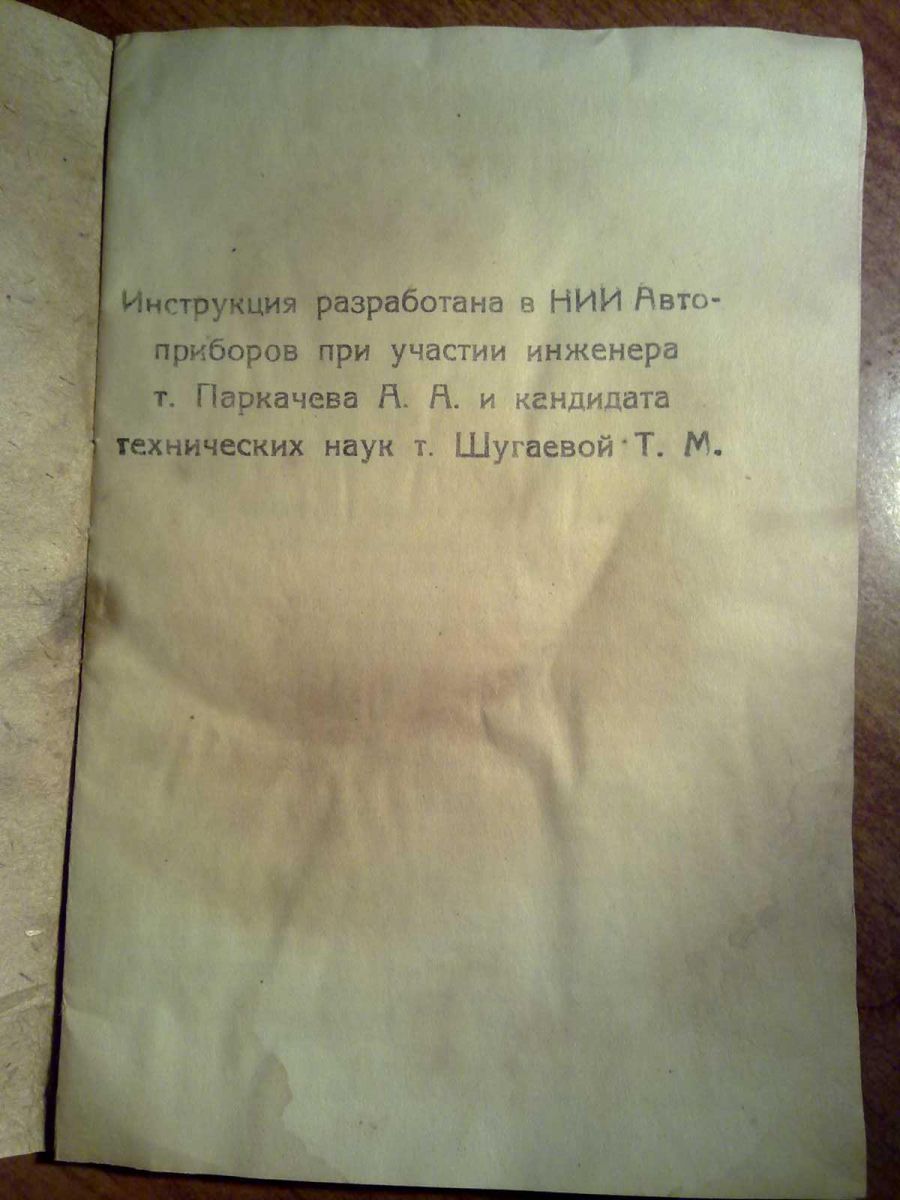 Инструкция разработана в НИИ Авто-
приборов при участии инженера
т. Паркачева А. А. и кандидата
технических наук т. Шугаевой Т. М.